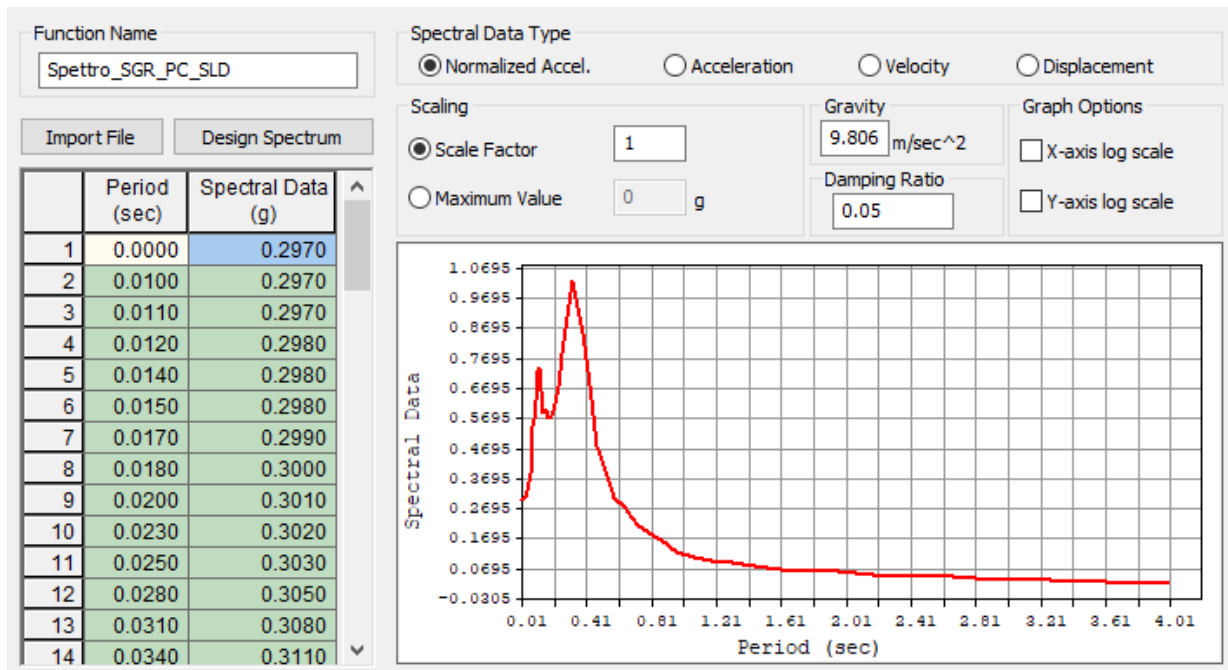 Function Name
Spettro_SGR_PC_SLD
Import File Design Spectrum
Period (sec) Spectral Data (g)
1 0.0000 0.2970
2 0.0100 0.2970
3 0.0110 0.2970
4 0.0120 0.2980
5 0.0140 0.2980
6 0.0150 0.2980
7 0.0170 0.2990
8 0.0180 0.3000
9 0.0200 0.3010
10 0.0230 0.3020
11 0.0250 0.3030
12 0.0280 0.3050
13 0.0310 0.3080
14 0.0340 0.3110
Spectral Data Type
Normalized Accel. Acceleration Velocity Displacement
Scaling
Scale Factor 1
Maximum Value 0 g
Gravity
9.806 m/sec^2
Damping Ratio
0.05
Graph Options
X-axis log scale
Y-axis log scale
Spectral Data
1.0695
0.9695
0.8695
0.7695
0.6695
0.5695
0.4695
0.3695
0.2695
0.1695
0.0695
-0.0305
0.01 0.41 0.81 1.21 1.61 2.01 2.41 2.81 3.21 3.61 4.01
Period (sec)